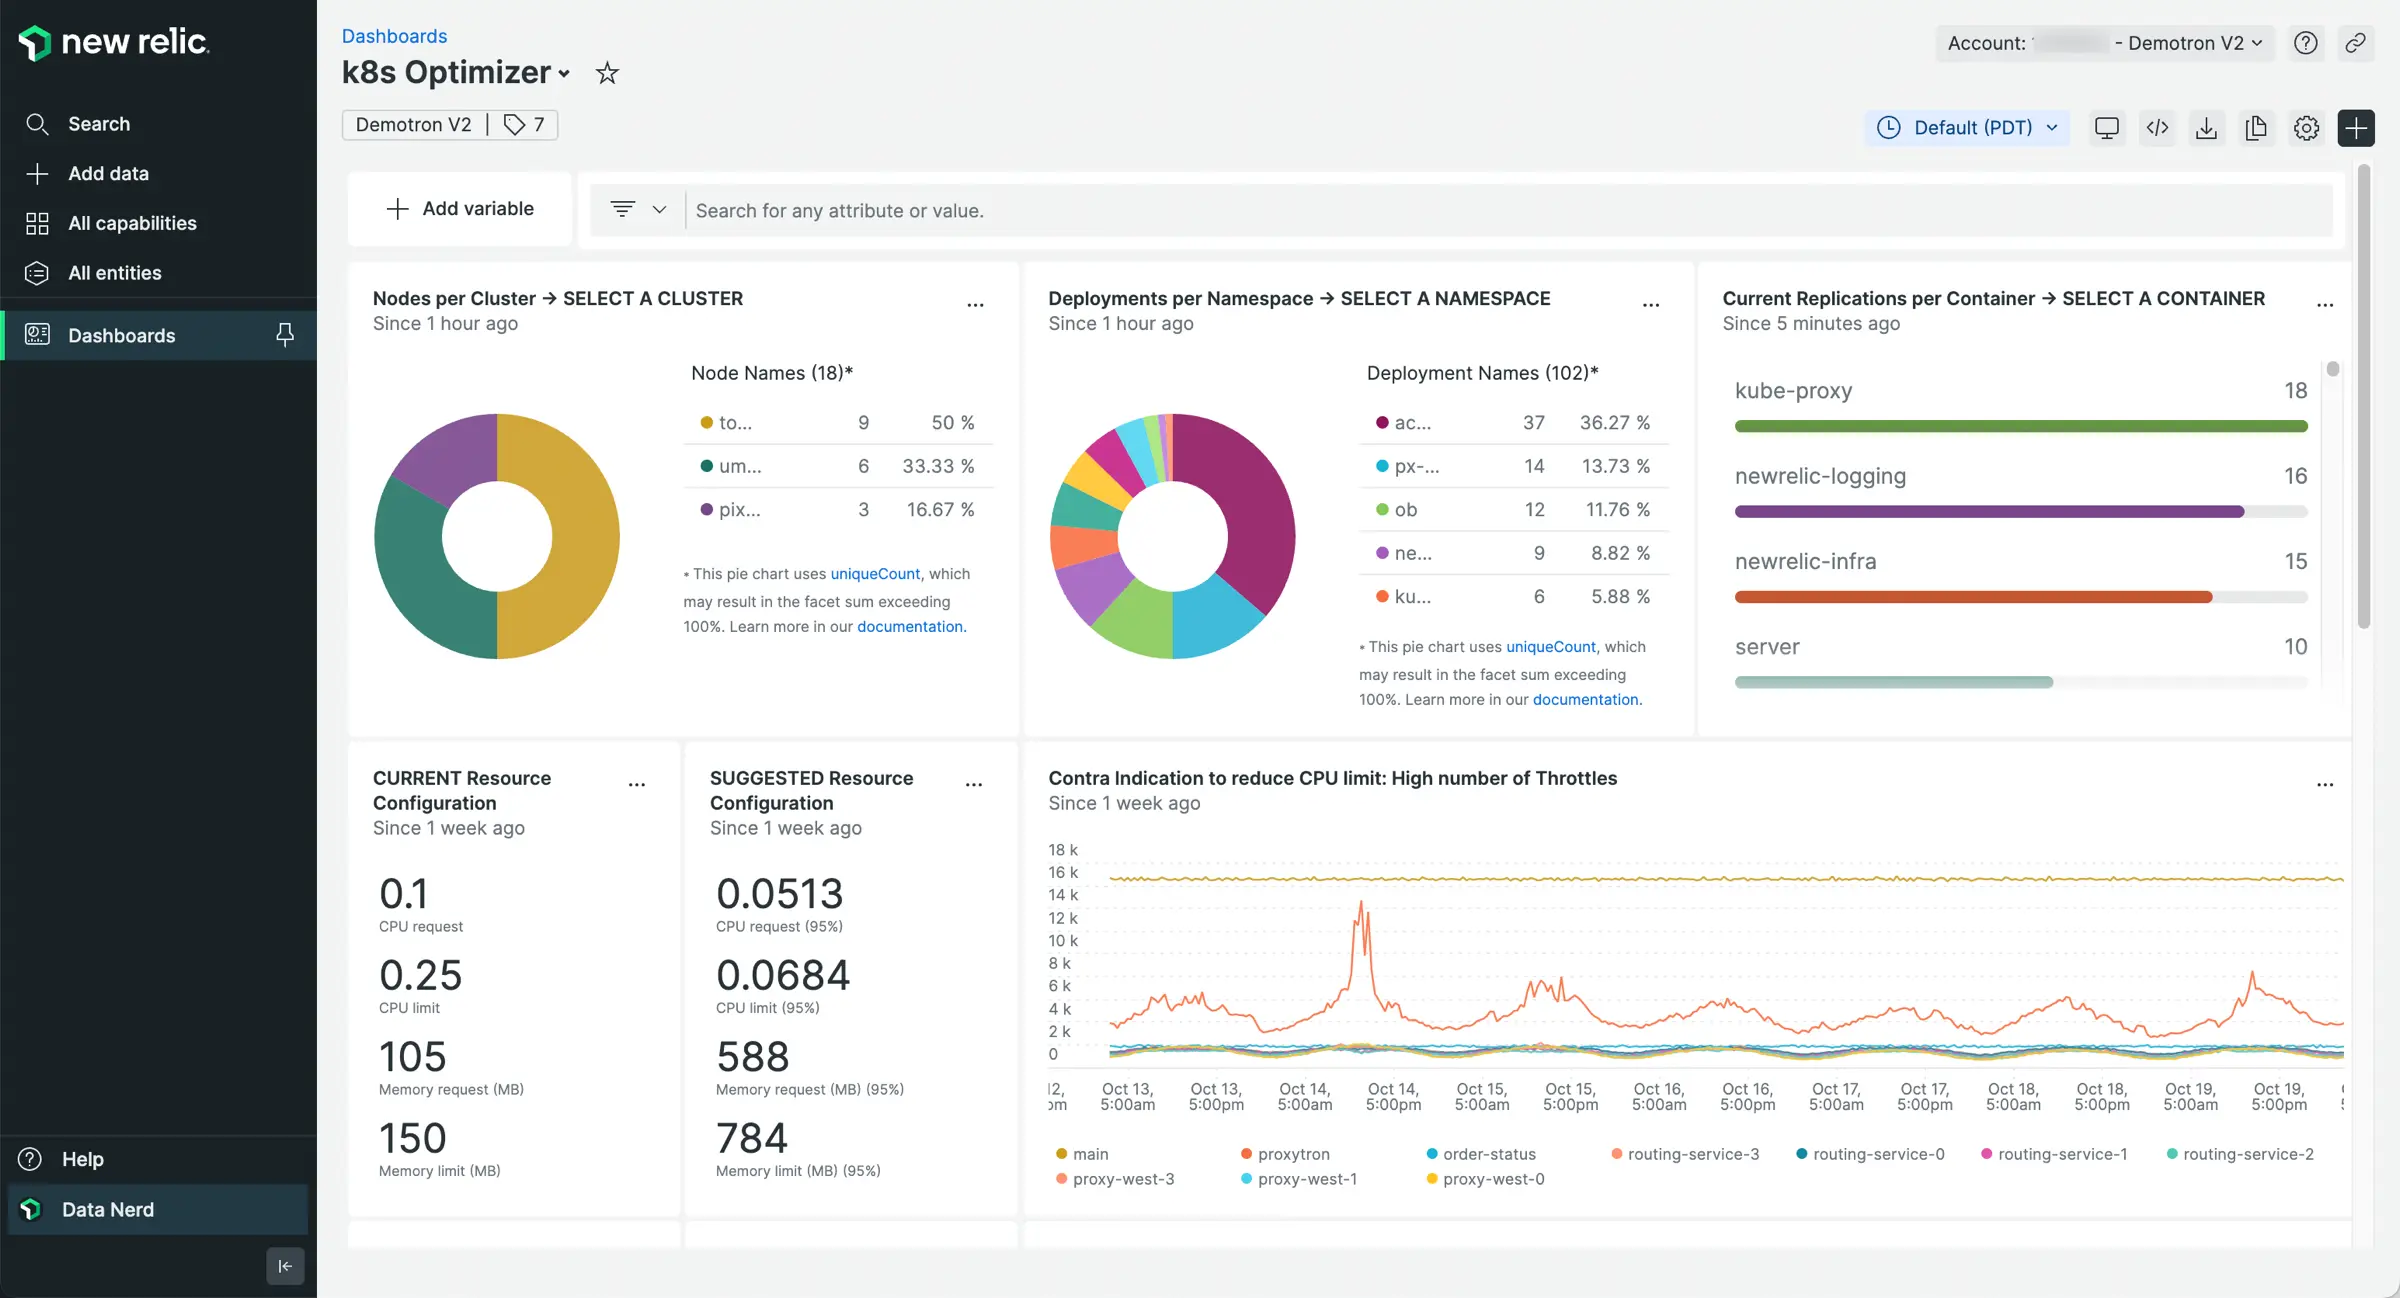 new relic.
Search
Add data
All capabilities
All entities
Dashboards
Help
Data Nerd
Dashboards
k8s Optimizer
Demotron V2 | 7
Account: - Demotron V2
Default (PDT)
Add variable
Search for any attribute or value.
Nodes per Cluster → SELECT A CLUSTER
Since 1 hour ago
Node Names (18)*
to... 9 50 %
um... 6 33.33 %
pix... 3 16.67 %
* This pie chart uses uniqueCount, which
may result in the facet sum exceeding
100%. Learn more in our documentation.
Deployments per Namespace → SELECT A NAMESPACE
Since 1 hour ago
Deployment Names (102)*
ac... 37 36.27 %
px-... 14 13.73 %
ob 12 11.76 %
ne... 9 8.82 %
ku... 6 5.88 %
* This pie chart uses uniqueCount, which
may result in the facet sum exceeding
100%. Learn more in our documentation.
Current Replications per Container → SELECT A CONTAINER
Since 5 minutes ago
kube-proxy 18
newrelic-logging 16
newrelic-infra 15
server 10
CURRENT Resource
Configuration
Since 1 week ago
0.1
CPU request
0.25
CPU limit
105
Memory request (MB)
150
Memory limit (MB)
SUGGESTED Resource
Configuration
Since 1 week ago
0.0513
CPU request (95%)
0.0684
CPU limit (95%)
588
Memory request (MB) (95%)
784
Memory limit (MB) (95%)
Contra Indication to reduce CPU limit: High number of Throttles
Since 1 week ago
18 k
16 k
14 k
12 k
10 k
8 k
6 k
4 k
2 k
0
12, Oct 13, Oct 13, Oct 14, Oct 14, Oct 15, Oct 15, Oct 16, Oct 16, Oct 17, Oct 17, Oct 18, Oct 18, Oct 19, Oct 19,
pm 5:00am 5:00pm 5:00am 5:00pm 5:00am 5:00pm 5:00am 5:00pm 5:00am 5:00pm 5:00am 5:00pm 5:00am 5:00pm
main proxytron order-status routing-service-3 routing-service-0 routing-service-1 routing-service-2
proxy-west-3 proxy-west-1 proxy-west-0